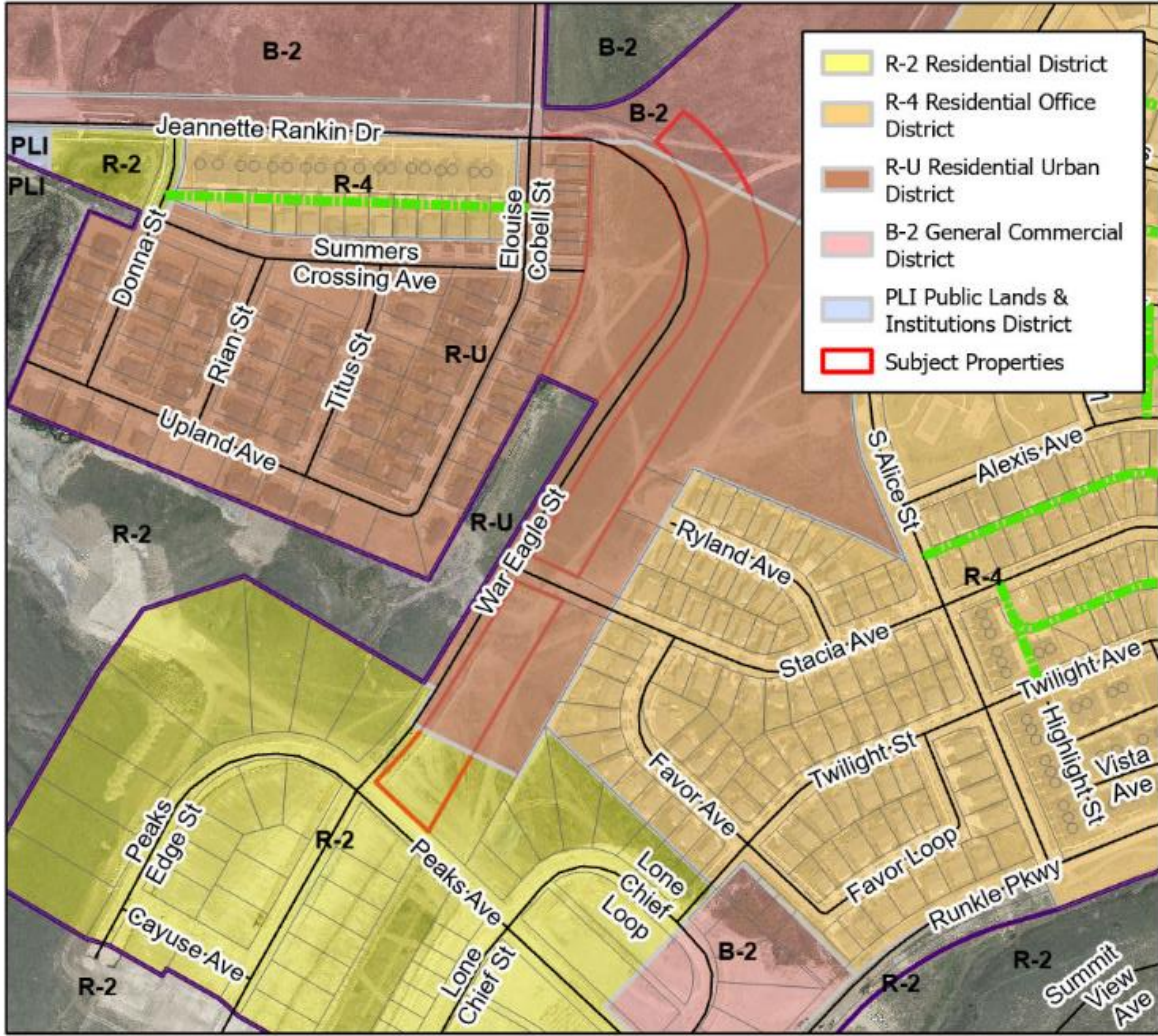 B-2
B-2
B-2
R-2 Residential District
R-4 Residential Office
District
R-U Residential Urban
District
B-2 General Commercial
District
PLI Public Lands &
Institutions District
Subject Properties
Jeannette Rankin Dr
PLI
PLI
R-2
R-4
Donna St
Summers
Crossing Ave
Elouise
Cobell St
Rian St
Titus St
R-U
Upland Ave
R-2
R-U
War Eagle St
S Alice St
Alexis Ave
Ryland Ave
R-4
Stacia Ave
Twilight Ave
Highlight St
Vista
Ave
Favor Ave
Twilight St
Favor Loop
Runkle Pkwy
Peaks
Edge St
R-2
Peaks Ave
Lone
Chief
Loop
B-2
Cayuse Ave
Lone
Chief St
R-2
R-2
R-2
Summit
View
Ave